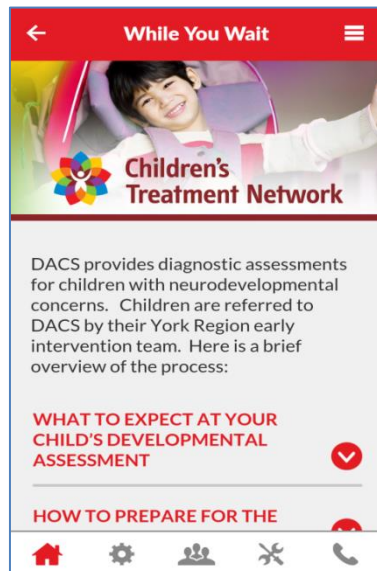 While You Wait
Children's
Treatment Network
DACS provides diagnostic assessments
for children with neurodevelopmental
concerns.   Children are referred to
DACS by their York Region early
intervention team.  Here is a brief
overview of the process:
WHAT TO EXPECT AT YOUR
CHILD'S DEVELOPMENTAL
ASSESSMENT
HOW TO PREPARE FOR THE